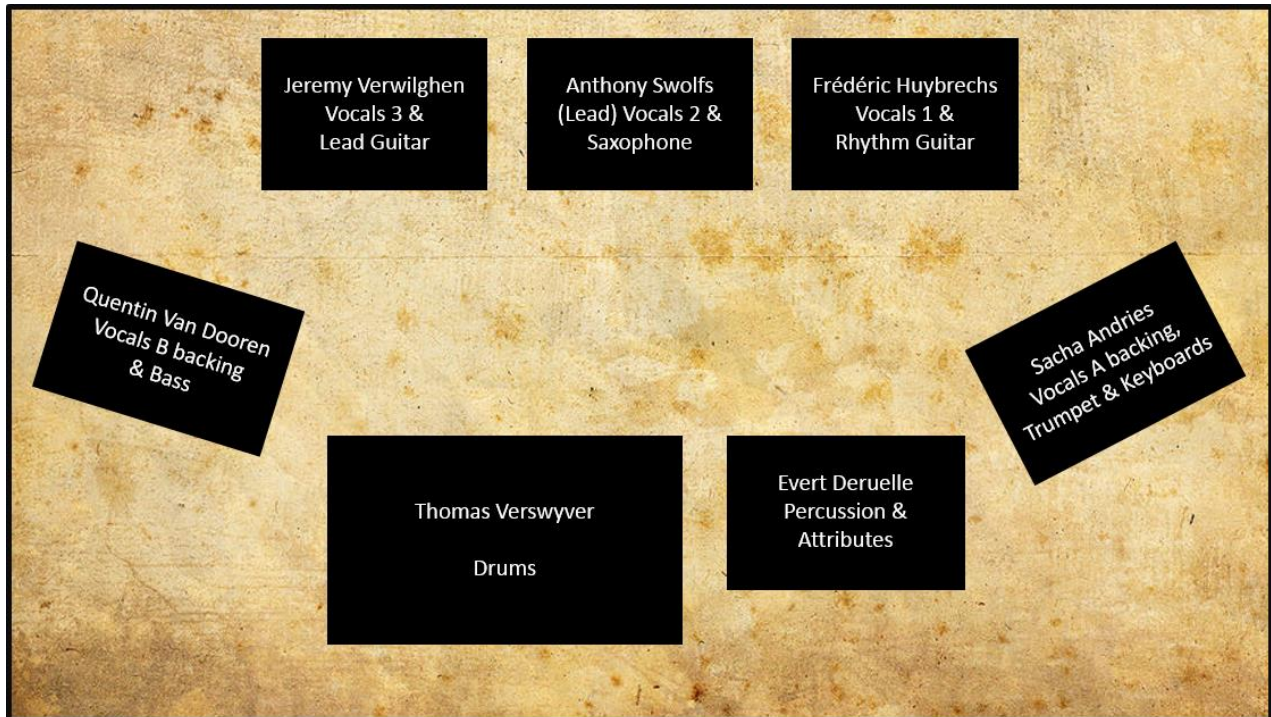 Jeremy Verwilghen
Vocals 3 &
Lead Guitar
Anthony Swolfs
(Lead) Vocals 2 &
Saxophone
Frédéric Huybrechs
Vocals 1 &
Rhythm Guitar
Quentin Van Dooren
Vocals B backing
& Bass
Sacha Andries
Vocals A backing,
Trumpet & Keyboards
Thomas Verswyver
Drums
Evert Deruelle
Percussion &
Attributes